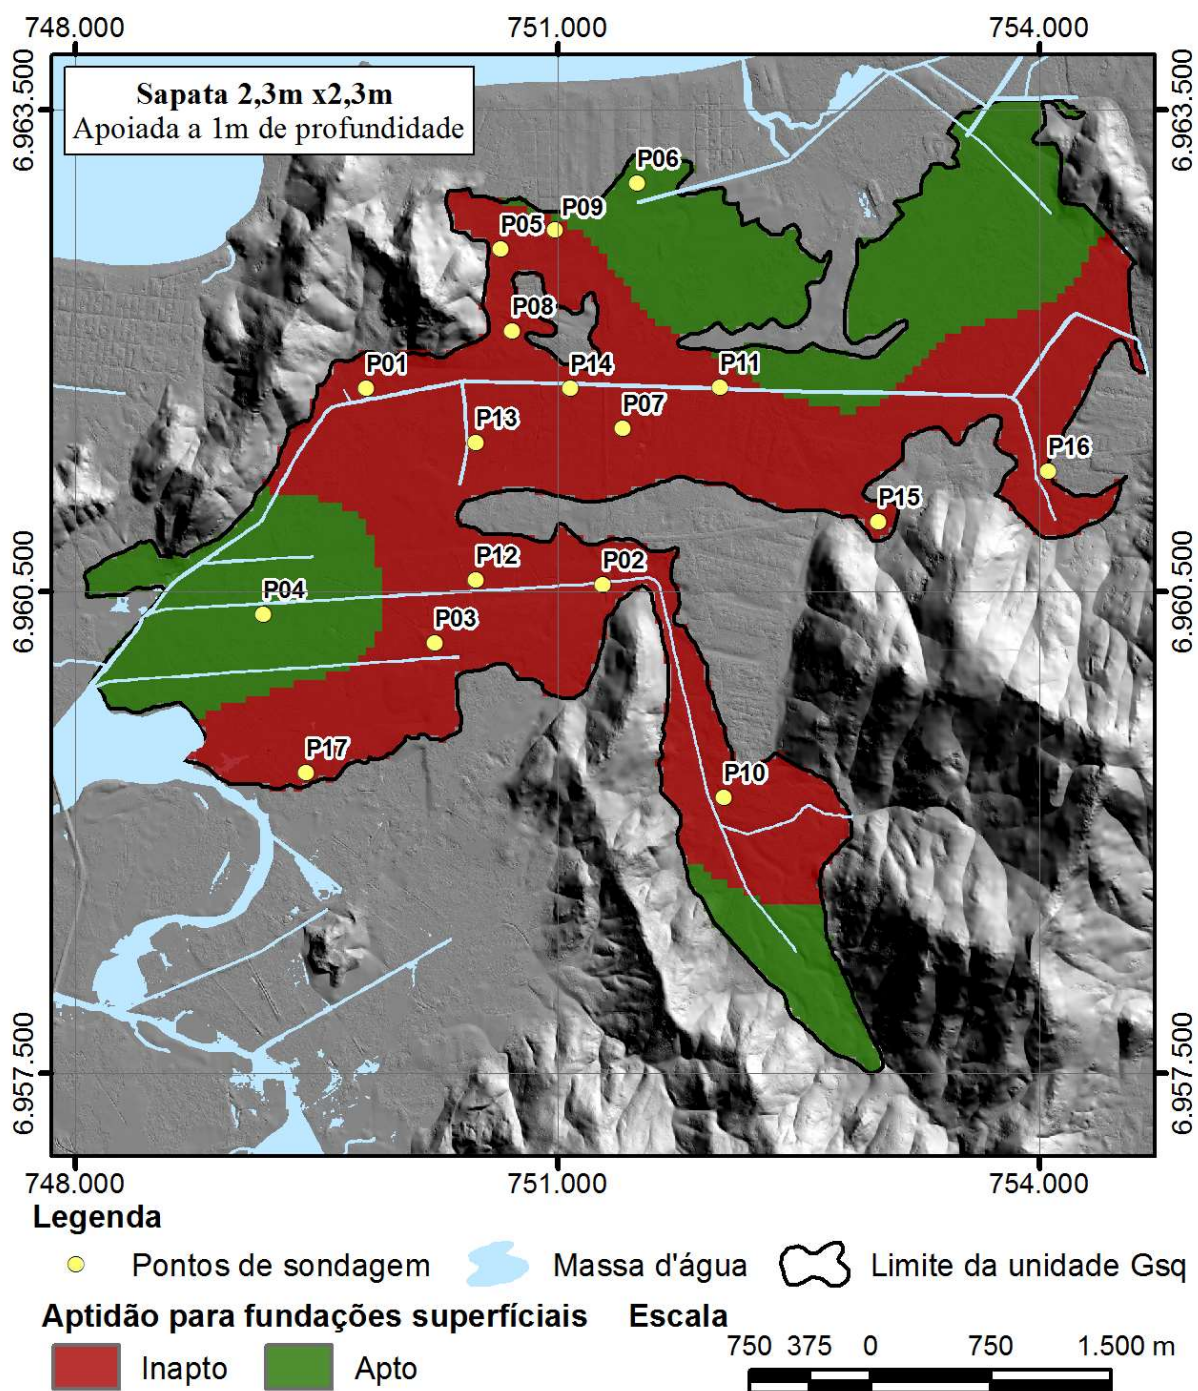 748.000 751.000 754.000
6.963.500 6.963.500
Sapata 2,3m x2,3m
Apoiada a 1m de profundidade
P06
P09
P05
P08
P01
P14
P11
P07
P13
P16
P15
P12
P02
6.960.500 6.960.500
P04
P03
P17
P10
6.957.500 6.957.500
748.000 751.000 754.000
Legenda
Pontos de sondagem Massa d'água Limite da unidade Gsq
Aptidão para fundações superfíciais Escala
750 375 0 750 1.500 m
Inapto Apto